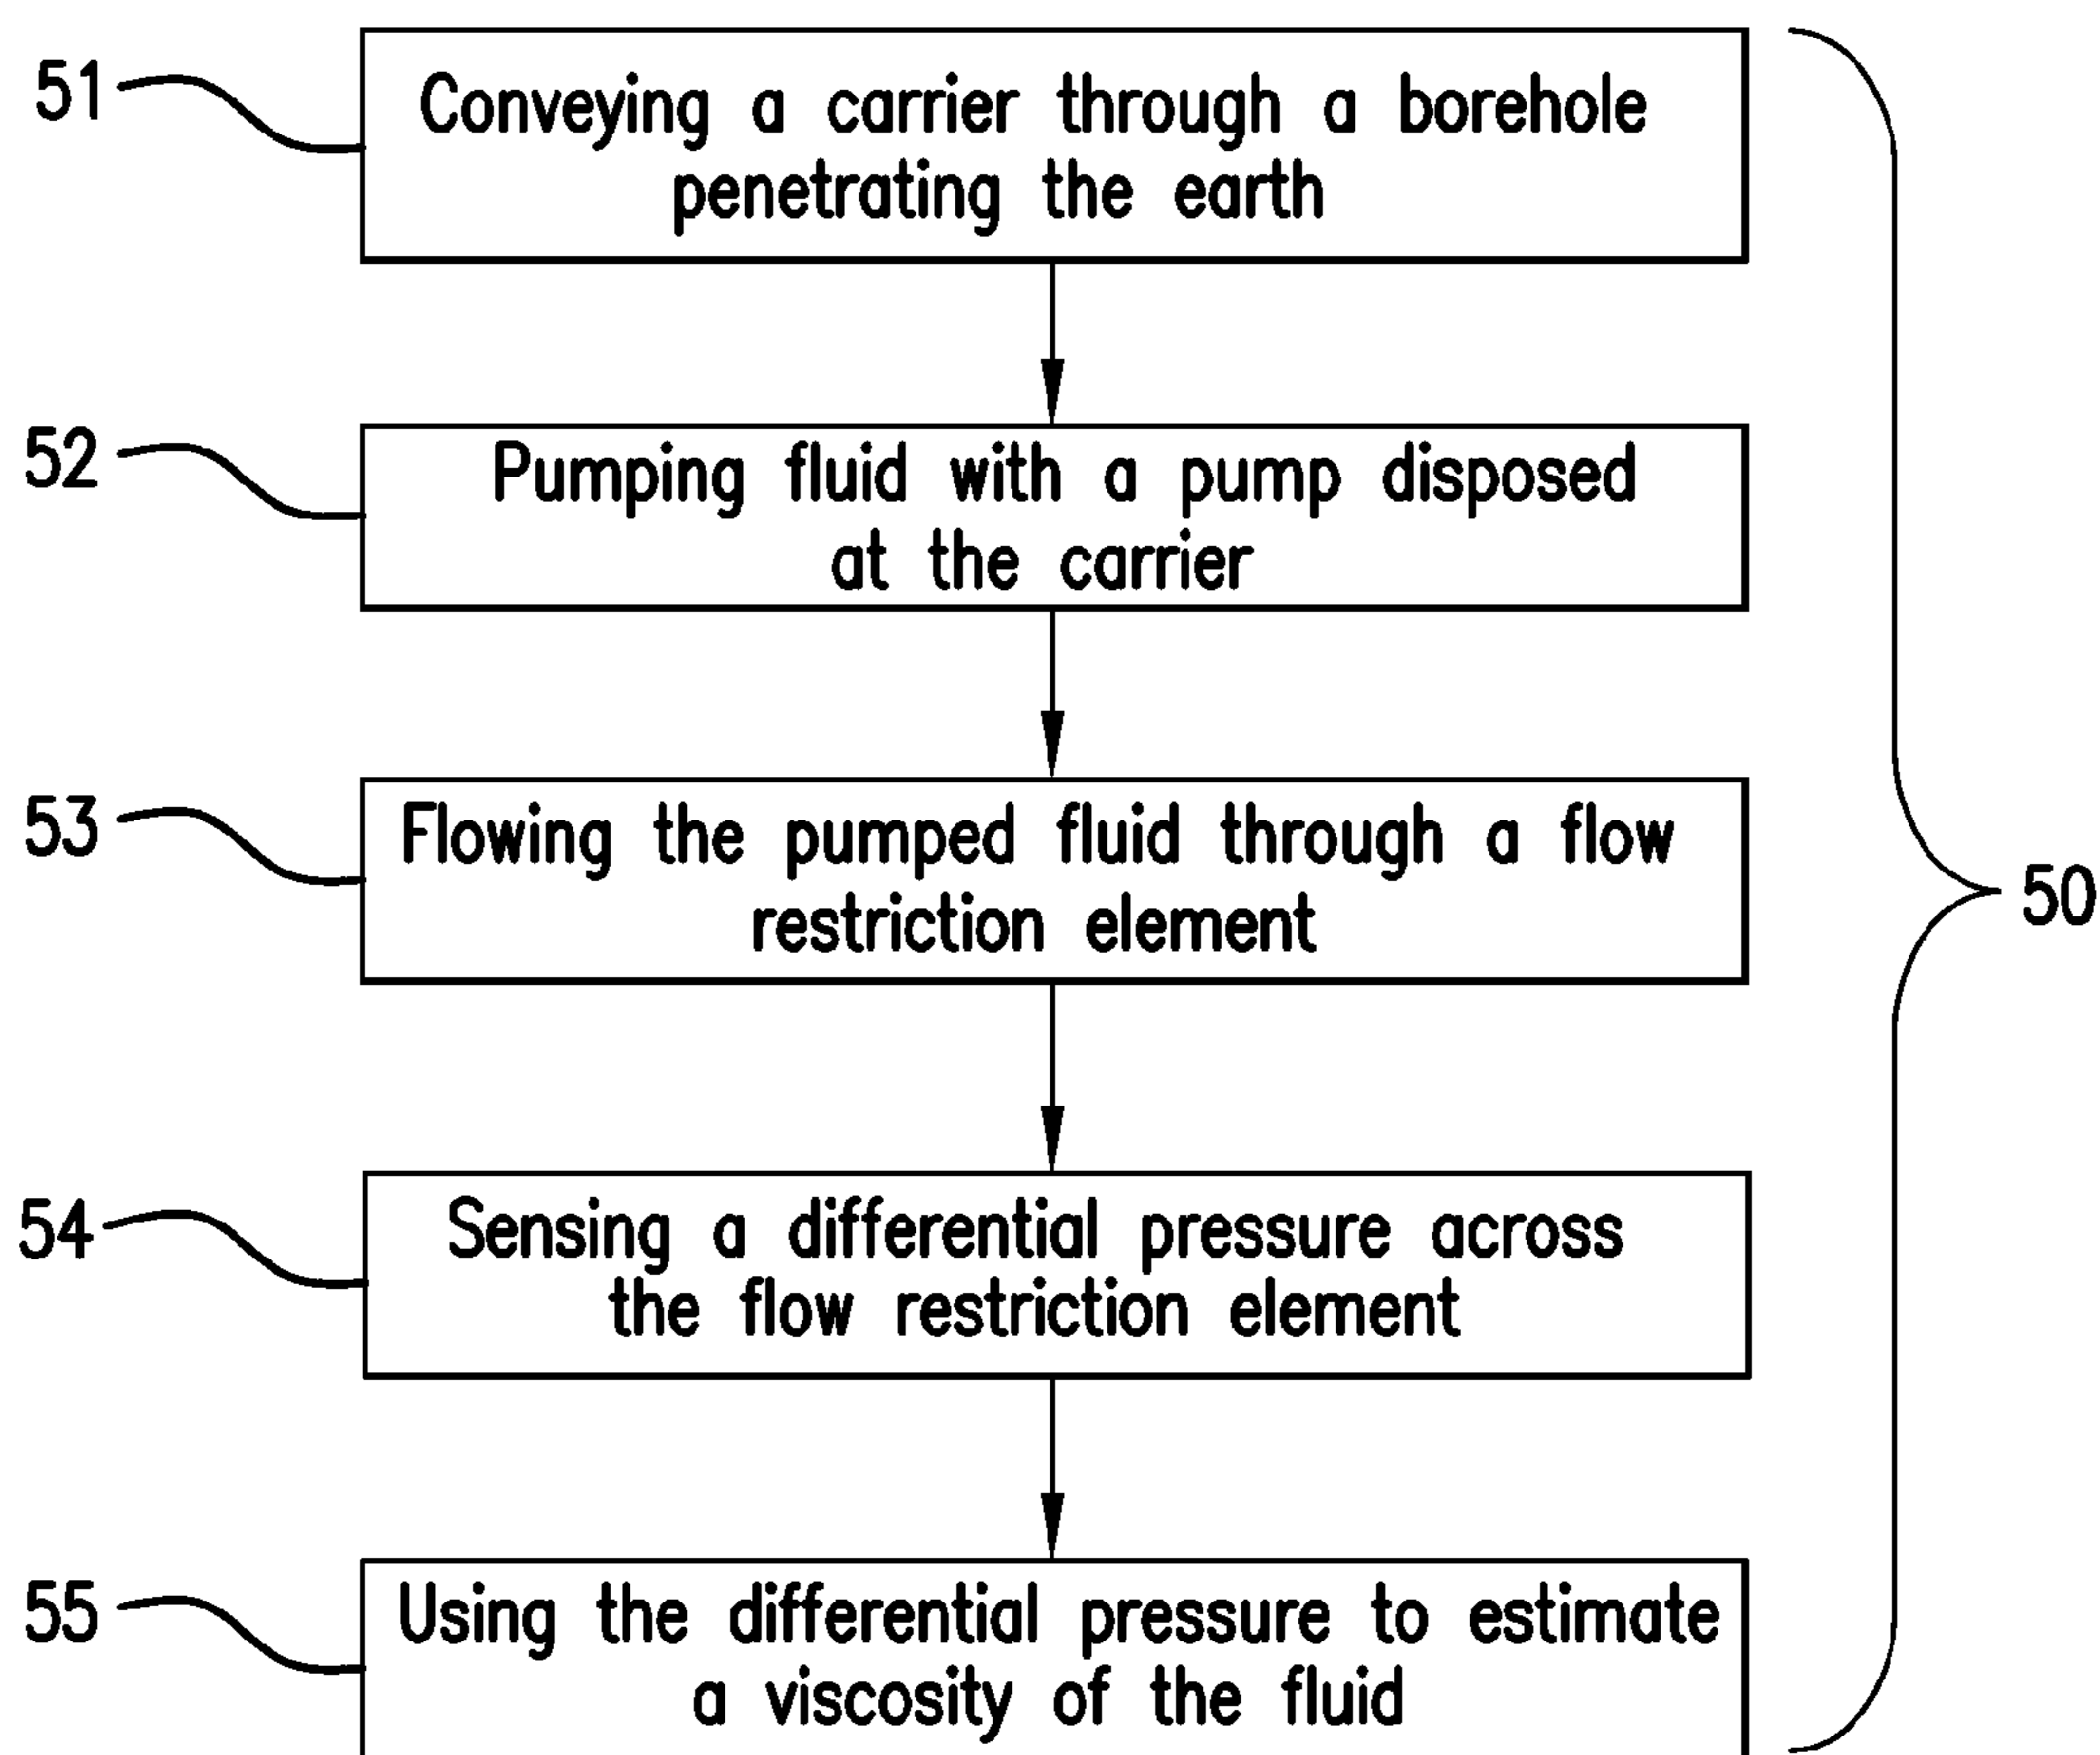 51
Conveying a carrier through a borehole
penetrating the earth
52
Pumping fluid with a pump disposed
at the carrier
53
Flowing the pumped fluid through a flow
restriction element
50
54
Sensing a differential pressure across
the flow restriction element
55
Using the differential pressure to estimate
a viscosity of the fluid